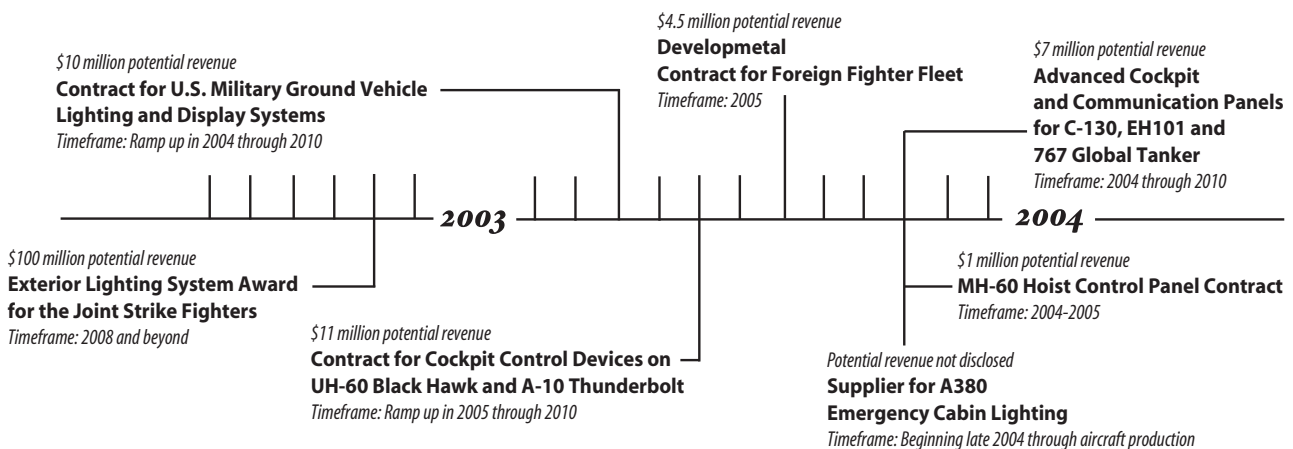 $10 million potential revenue
Contract for U.S. Military Ground Vehicle
Lighting and Display Systems
Timeframe: Ramp up in 2004 through 2010
$4.5 million potential revenue
Developmetal
Contract for Foreign Fighter Fleet
Timeframe: 2005
$7 million potential revenue
Advanced Cockpit
and Communication Panels
for C-130, EH101 and
767 Global Tanker
Timeframe: 2004 through 2010
2003
2004
$100 million potential revenue
Exterior Lighting System Award
for the Joint Strike Fighters
Timeframe: 2008 and beyond
$11 million potential revenue
Contract for Cockpit Control Devices on
UH-60 Black Hawk and A-10 Thunderbolt
Timeframe: Ramp up in 2005 through 2010
$1 million potential revenue
MH-60 Hoist Control Panel Contract
Timeframe: 2004-2005
Potential revenue not disclosed
Supplier for A380
Emergency Cabin Lighting
Timeframe: Beginning late 2004 through aircraft production